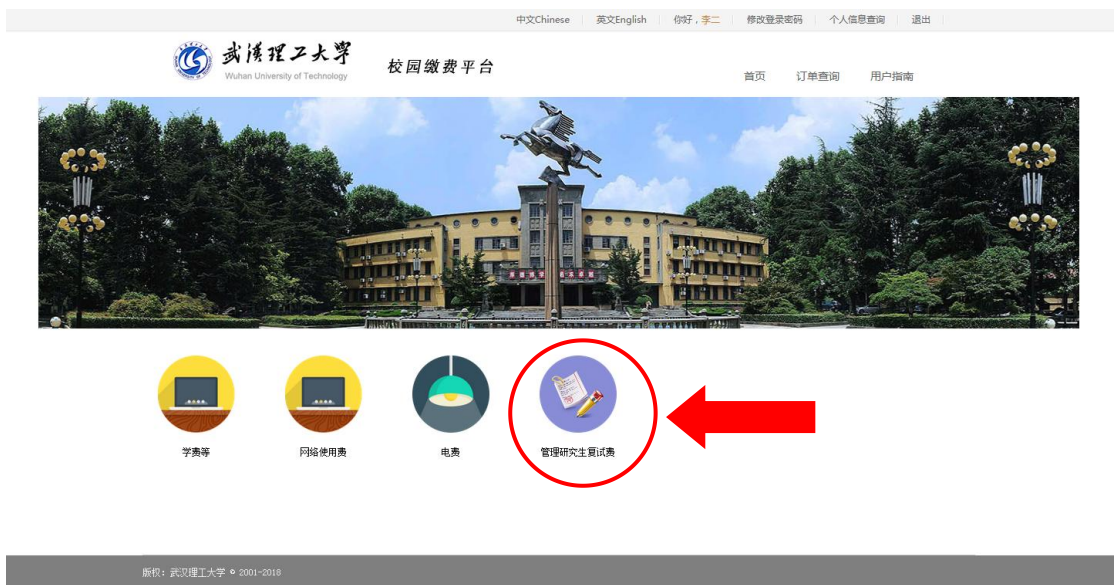 中文Chinese 英文English 你好，李二 修改登录密码 个人信息查询 退出
武汉理工大学
Wuhan University of Technology
校园缴费平台
首页 订单查询 用户指南
学费等 网络使用费 电费 管理研究生复试费
版权：武汉理工大学 © 2001-2018